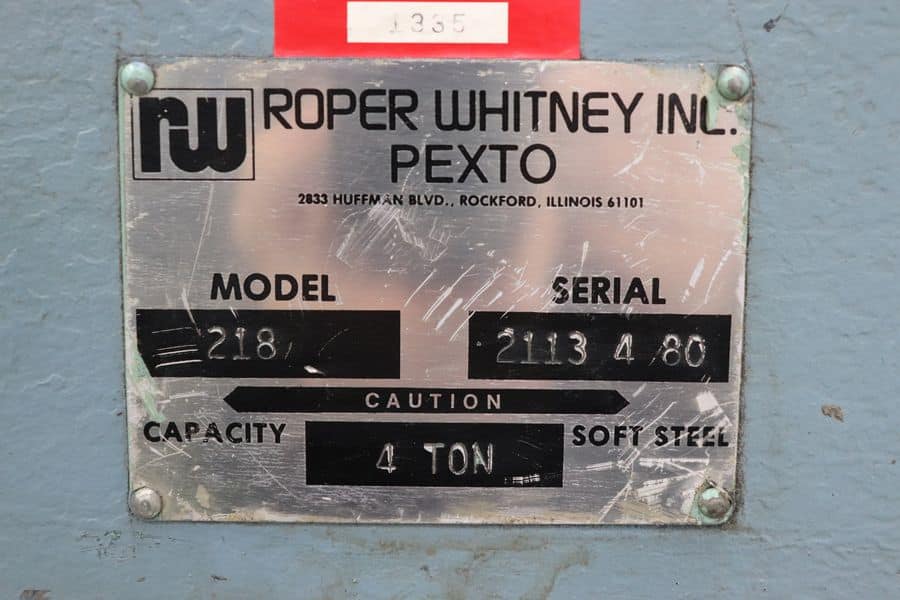 1335
rw ROPER WHITNEY INC.
PEXTO
2833 HUFFMAN BLVD., ROCKFORD, ILLINOIS 61101
MODEL SERIAL
218 2113 4 80
CAUTION
CAPACITY 4 TON SOFT STEEL